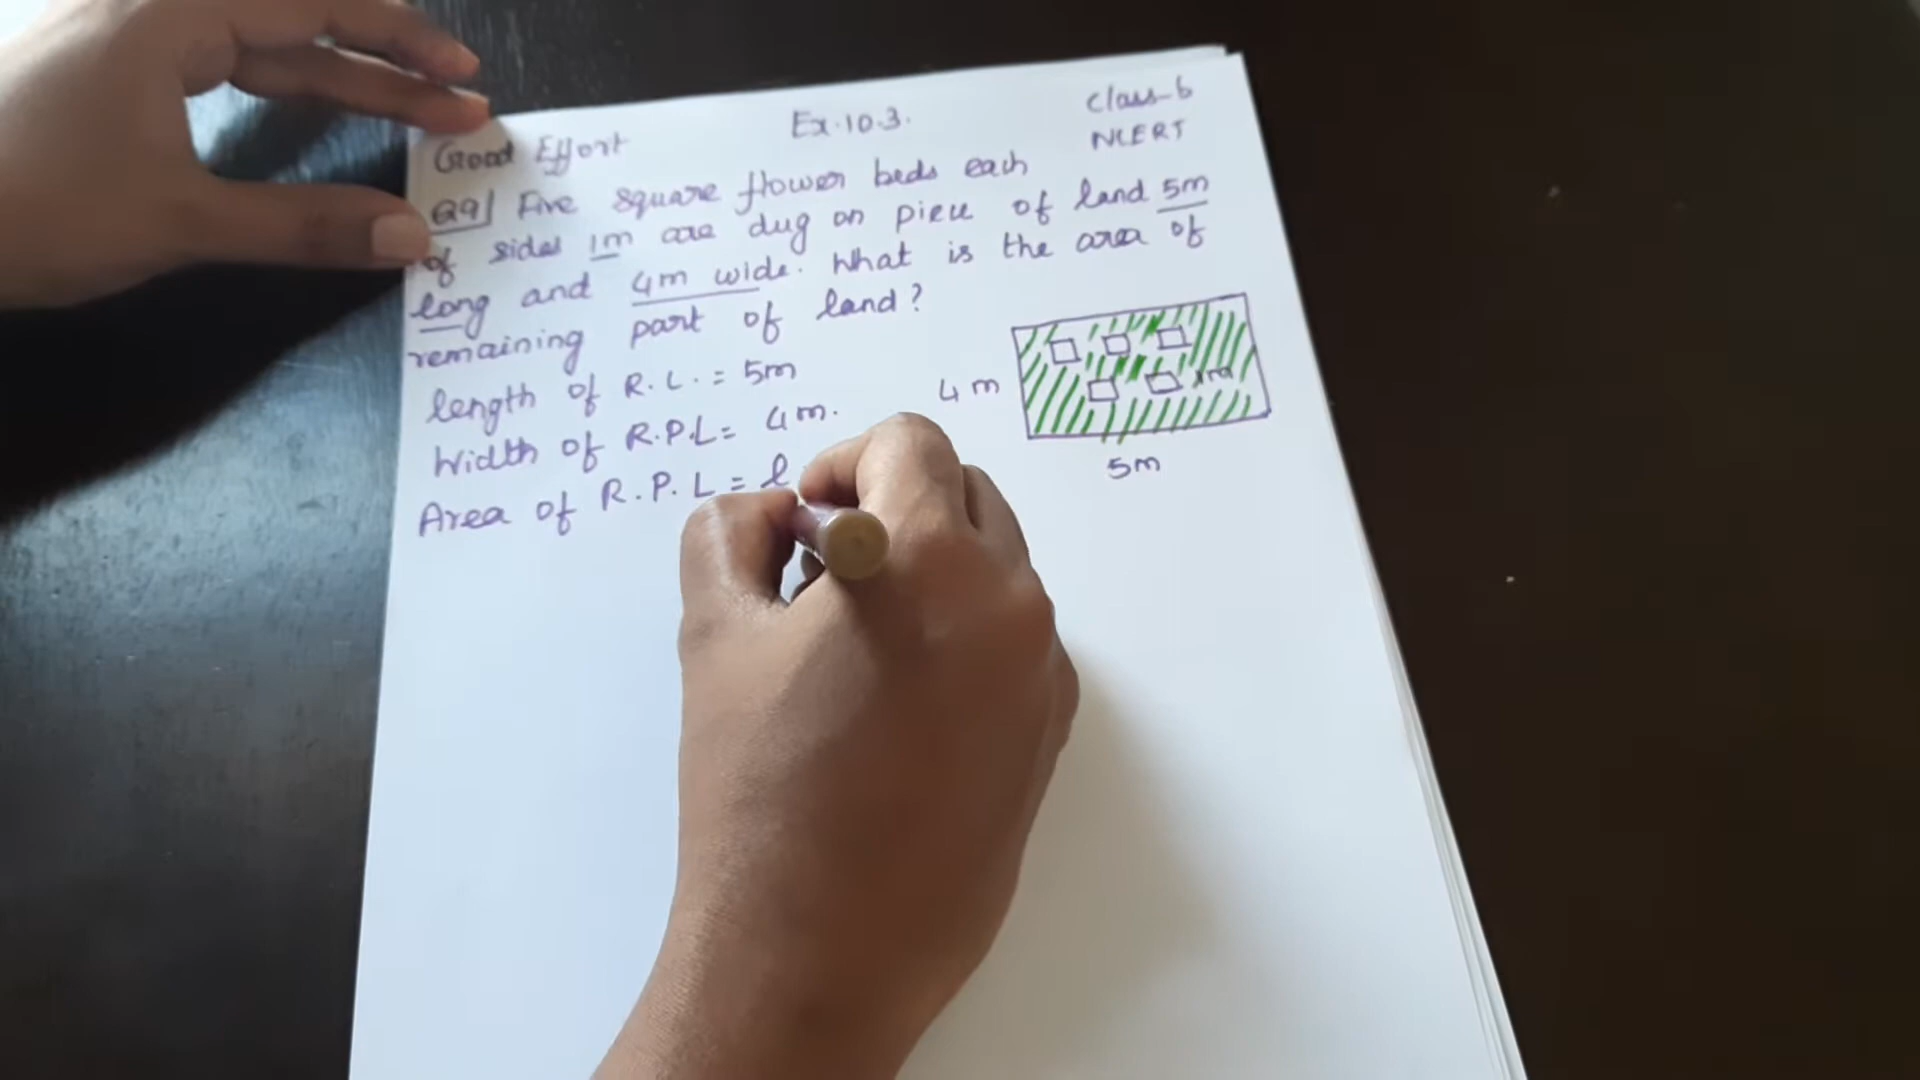 Good Effort Ex.10.3. Class-6
NCERT
Q9| Five square flower beds each
of sides 1m are dug on piece of land 5m
long and 4m wide. What is the area of
remaining part of land?
length of R.L. = 5m
Width of R.P.L = 4m.
Area of R.P.L = l
4 m
1m
5m